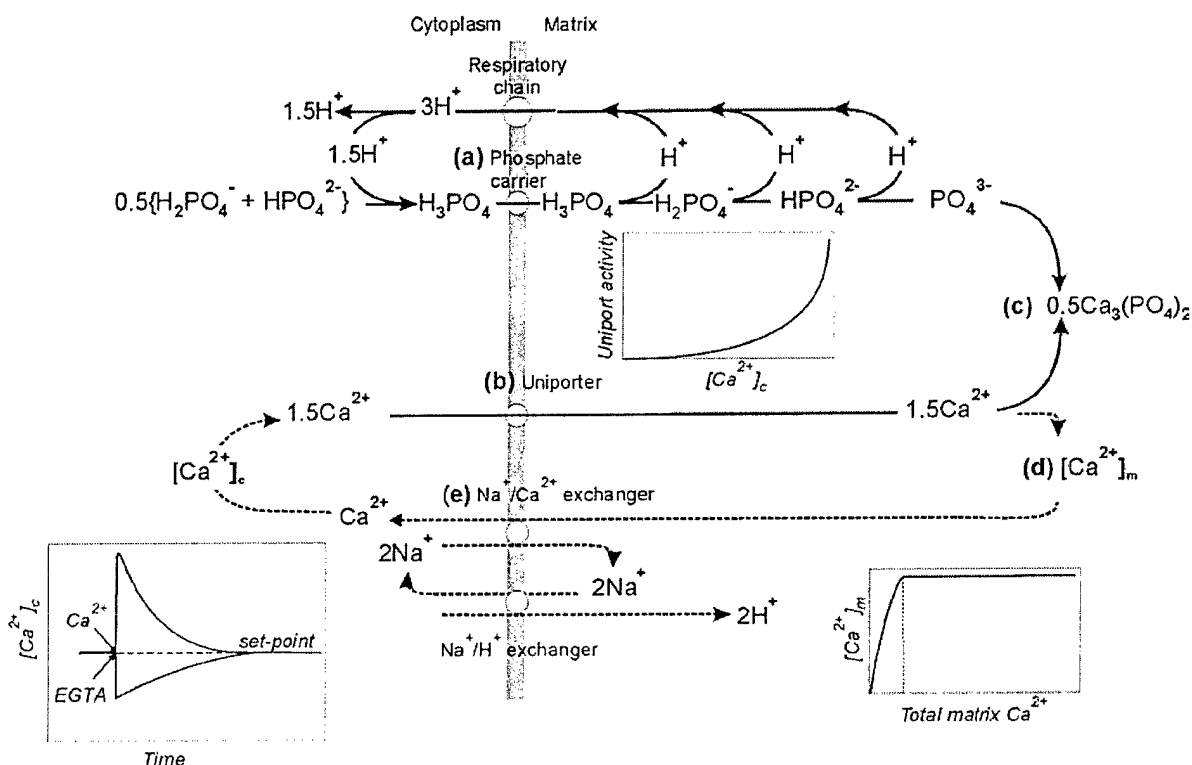 Cytoplasm Matrix
Respiratory
chain
1.5H⁺ 3H⁺
1.5H⁺ (a) Phosphate H⁺ H⁺ H⁺
carrier
0.5{H₂PO₄⁻ + HPO₄²⁻} H₃PO₄ H₃PO₄ H₂PO₄⁻ HPO₄²⁻ PO₄³⁻
Uniport activity
[Ca²⁺]c
(c) 0.5Ca₃(PO₄)₂
(b) Uniporter
1.5Ca²⁺ 1.5Ca²⁺
[Ca²⁺]c (d) [Ca²⁺]m
(e) Na⁺/Ca²⁺ exchanger
Ca²⁺
2Na⁺
2Na⁺
2H⁺
Na⁺/H⁺ exchanger
[Ca²⁺]c
Ca²⁺
set-point
EGTA
Time
[Ca²⁺]m
Total matrix Ca²⁺